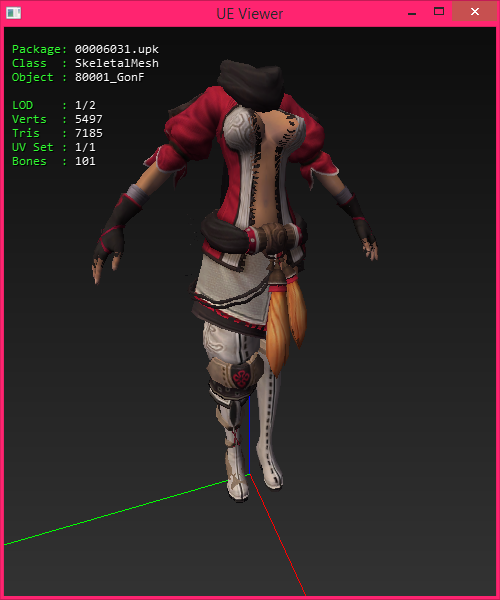 UE Viewer
Package: 00006031.upk
Class : SkeletalMesh
Object : 80001_GonF
LOD : 1/2
Verts : 5497
Tris : 7185
UV Set : 1/1
Bones : 101